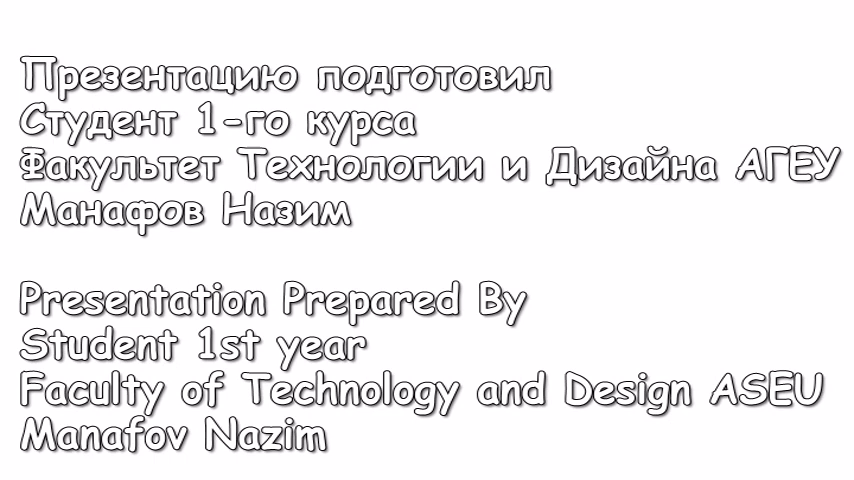 Презентацию подготовил
Студент 1-го курса
Факультет Технологии и Дизайна АГЕУ
Манафов Назим
Presentation Prepared By
Student 1st year
Faculty of Technology and Design ASEU
Manafov Nazim